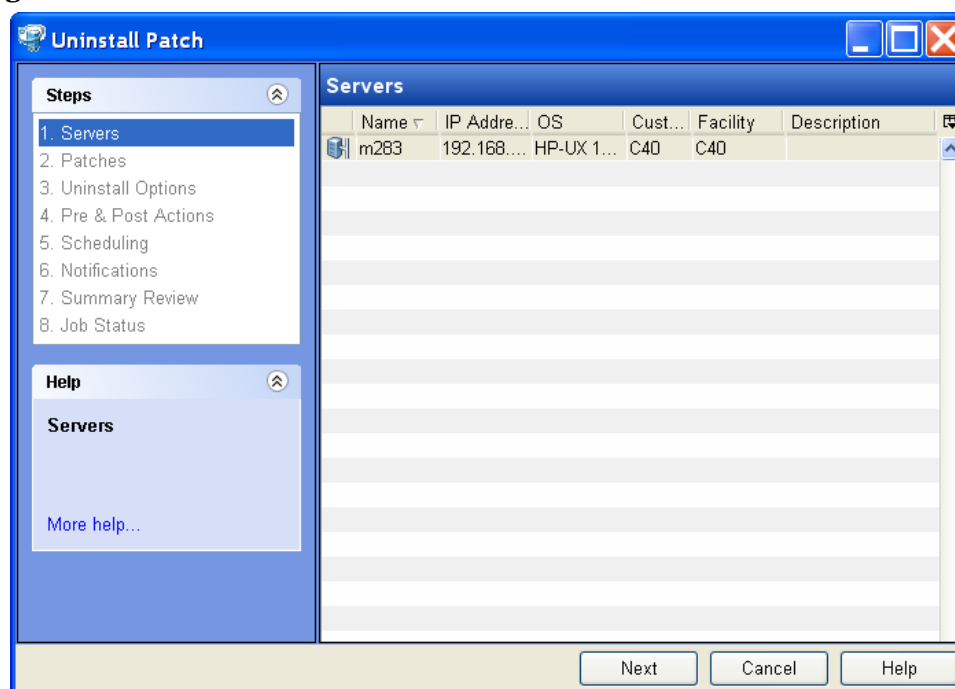 Uninstall Patch
Steps
1. Servers
2. Patches
3. Uninstall Options
4. Pre & Post Actions
5. Scheduling
6. Notifications
7. Summary Review
8. Job Status
Help
Servers
More help...
Servers
Name IP Addre... OS Cust... Facility Description
m283 192.168.... HP-UX 1... C40 C40
Next Cancel Help